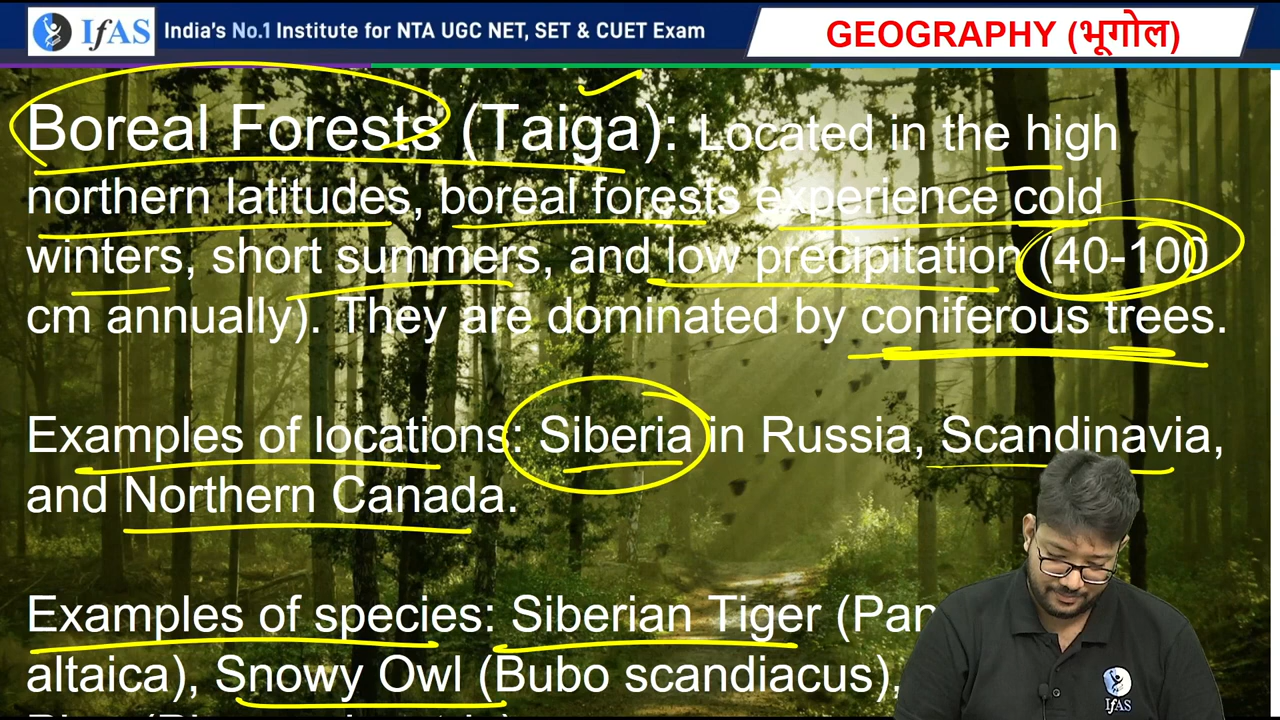 IfAS India's No.1 Institute for NTA UGC NET, SET & CUET Exam
GEOGRAPHY (भूगोल)
Boreal Forests (Taiga): Located in the high
northern latitudes, boreal forests experience cold
winters, short summers, and low precipitation (40-100
cm annually). They are dominated by coniferous trees.
Examples of locations: Siberia in Russia, Scandinavia,
and Northern Canada.
Examples of species: Siberian Tiger (Pan
altaica), Snowy Owl (Bubo scandiacus),
IfAS